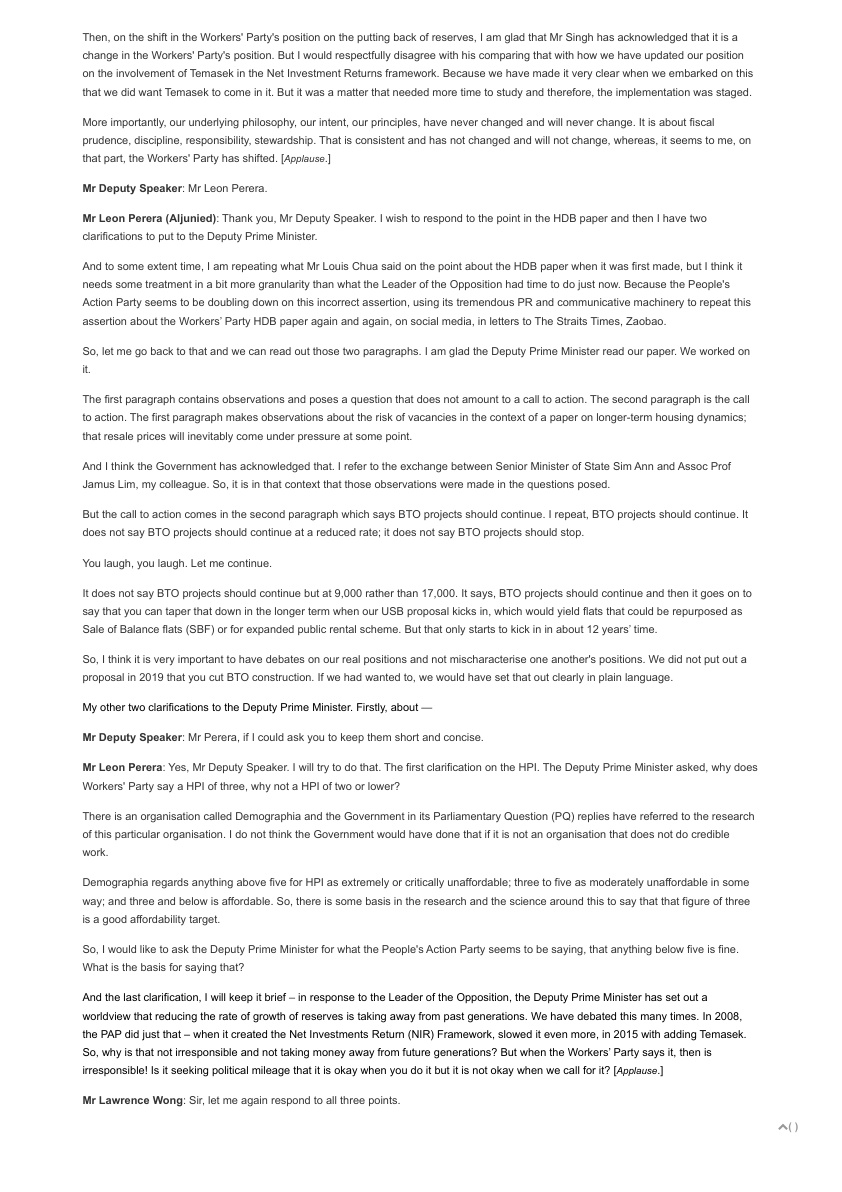 Then, on the shift in the Workers' Party's position on the putting back of reserves, I am glad that Mr Singh has acknowledged that it is a
change in the Workers' Party's position. But I would respectfully disagree with his comparing that with how we have updated our position
on the involvement of Temasek in the Net Investment Returns framework. Because we have made it very clear when we embarked on this
that we did want Temasek to come in it. But it was a matter that needed more time to study and therefore, the implementation was staged.
More importantly, our underlying philosophy, our intent, our principles, have never changed and will never change. It is about fiscal
prudence, discipline, responsibility, stewardship. That is consistent and has not changed and will not change, whereas, it seems to me, on
that part, the Workers' Party has shifted. [Applause.]
Mr Deputy Speaker: Mr Leon Perera.
Mr Leon Perera (Aljunied): Thank you, Mr Deputy Speaker. I wish to respond to the point in the HDB paper and then I have two
clarifications to put to the Deputy Prime Minister.
And to some extent time, I am repeating what Mr Louis Chua said on the point about the HDB paper when it was first made, but I think it
needs some treatment in a bit more granularity than what the Leader of the Opposition had time to do just now. Because the People's
Action Party seems to be doubling down on this incorrect assertion, using its tremendous PR and communicative machinery to repeat this
assertion about the Workers' Party HDB paper again and again, on social media, in letters to The Straits Times, Zaobao.
So, let me go back to that and we can read out those two paragraphs. I am glad the Deputy Prime Minister read our paper. We worked on
it.
The first paragraph contains observations and poses a question that does not amount to a call to action. The second paragraph is the call
to action. The first paragraph makes observations about the risk of vacancies in the context of a paper on longer-term housing dynamics;
that resale prices will inevitably come under pressure at some point.
And I think the Government has acknowledged that. I refer to the exchange between Senior Minister of State Sim Ann and Assoc Prof
Jamus Lim, my colleague. So, it is in that context that those observations were made in the questions posed.
But the call to action comes in the second paragraph which says BTO projects should continue. I repeat, BTO projects should continue. It
does not say BTO projects should continue at a reduced rate; it does not say BTO projects should stop.
You laugh, you laugh. Let me continue.
It does not say BTO projects should continue but at 9,000 rather than 17,000. It says, BTO projects should continue and then it goes on to
say that you can taper that down in the longer term when our USB proposal kicks in, which would yield flats that could be repurposed as
Sale of Balance flats (SBF) or for expanded public rental scheme. But that only starts to kick in in about 12 years' time.
So, I think it is very important to have debates on our real positions and not mischaracterise one another's positions. We did not put out a
proposal in 2019 that you cut BTO construction. If we had wanted to, we would have set that out clearly in plain language.
My other two clarifications to the Deputy Prime Minister. Firstly, about —
Mr Deputy Speaker: Mr Perera, if I could ask you to keep them short and concise.
Mr Leon Perera: Yes, Mr Deputy Speaker. I will try to do that. The first clarification on the HPI. The Deputy Prime Minister asked, why does
Workers' Party say a HPI of three, why not a HPI of two or lower?
There is an organisation called Demographia and the Government in its Parliamentary Question (PQ) replies have referred to the research
of this particular organisation. I do not think the Government would have done that if it is not an organisation that does not do credible
work.
Demographia regards anything above five for HPI as extremely or critically unaffordable; three to five as moderately unaffordable in some
way; and three and below is affordable. So, there is some basis in the research and the science around this to say that that figure of three
is a good affordability target.
So, I would like to ask the Deputy Prime Minister for what the People's Action Party seems to be saying, that anything below five is fine.
What is the basis for saying that?
And the last clarification, I will keep it brief – in response to the Leader of the Opposition, the Deputy Prime Minister has set out a
worldview that reducing the rate of growth of reserves is taking away from past generations. We have debated this many times. In 2008,
the PAP did just that – when it created the Net Investments Return (NIR) Framework, slowed it even more, in 2015 with adding Temasek.
So, why is that not irresponsible and not taking money away from future generations? But when the Workers' Party says it, then is
irresponsible! Is it seeking political mileage that it is okay when you do it but it is not okay when we call for it? [Applause.]
Mr Lawrence Wong: Sir, let me again respond to all three points.
( )